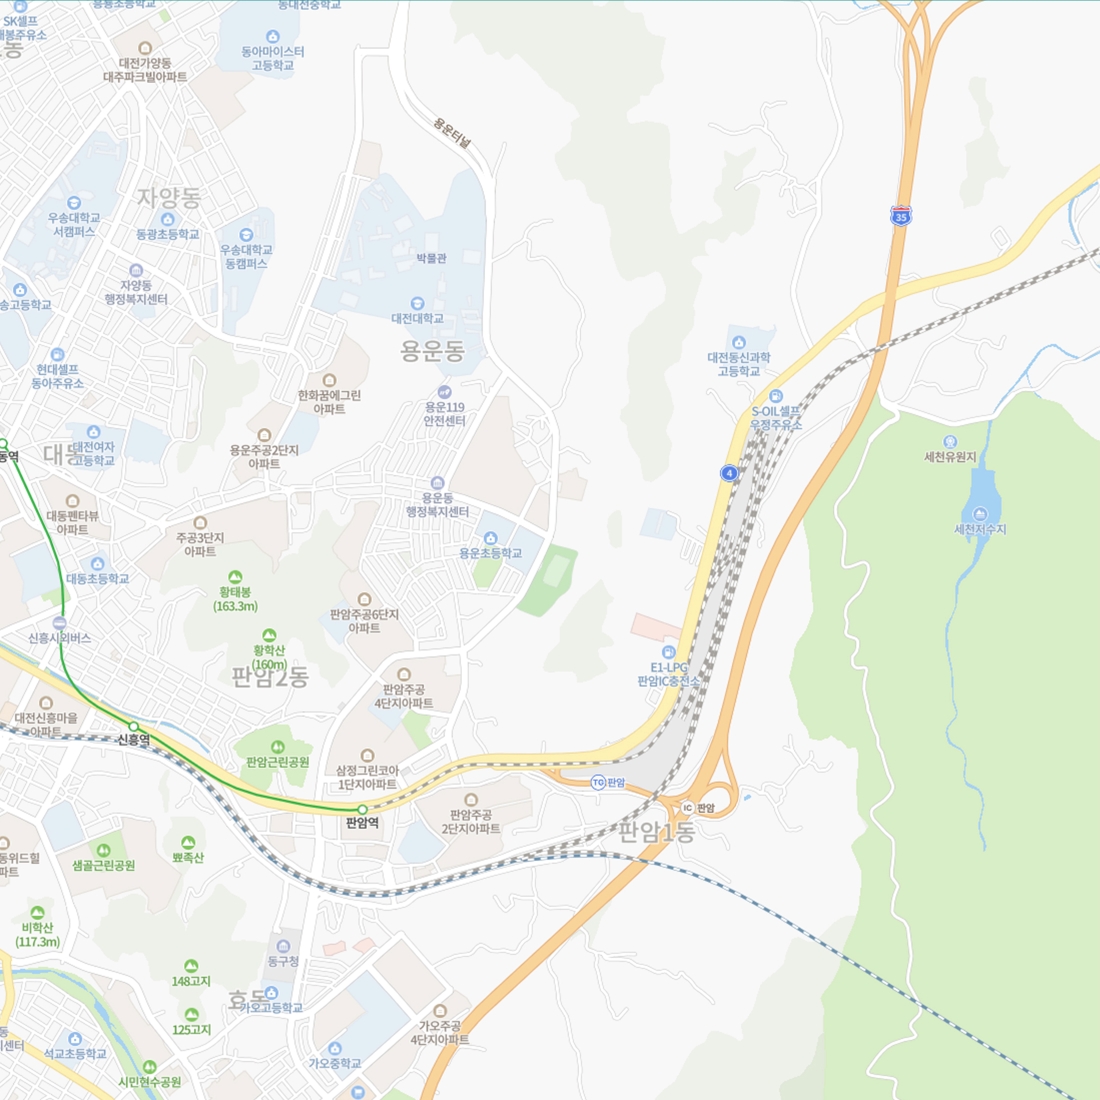 동대전중학교
SK셀프
대전가양동
대주파크빌아파트
동아마이스터
고등학교
용운터널
자양동
우송대학교
서캠퍼스
동광초등학교
우송대학교
동캠퍼스
35
박물관
자양동
행정복지센터
송고등학교
대전대학교
용운동
현대셀프
동아주유소
대전동신과학
고등학교
한화꿈에그린
아파트
용운119
안전센터
S-OIL셀프
우정주유소
대동
대전여자
고등학교
용운주공2단지
아파트
세천유원지
4
용운동
행정복지센터
대동펜타뷰
아파트
주공3단지
아파트
세천저수지
용운초등학교
대동초등학교
황태봉
(163.3m)
판암주공6단지
아파트
신흥시외버스
황학산
(160m)
판암2동
E1-LPG
판암IC충전소
판암주공
4단지아파트
대전신흥마을
아파트
신흥역
판암근린공원
삼정그린코아
1단지아파트
TG 판암
IC 판암
판암역
판암주공
2단지아파트
판암1동
동위드힐
파트
샘골근린공원
뾰족산
비학산
(117.3m)
동구청
148고지
효동
가오고등학교
125고지
가오주공
4단지아파트
석교초등학교
가오중학교
시민현수공원